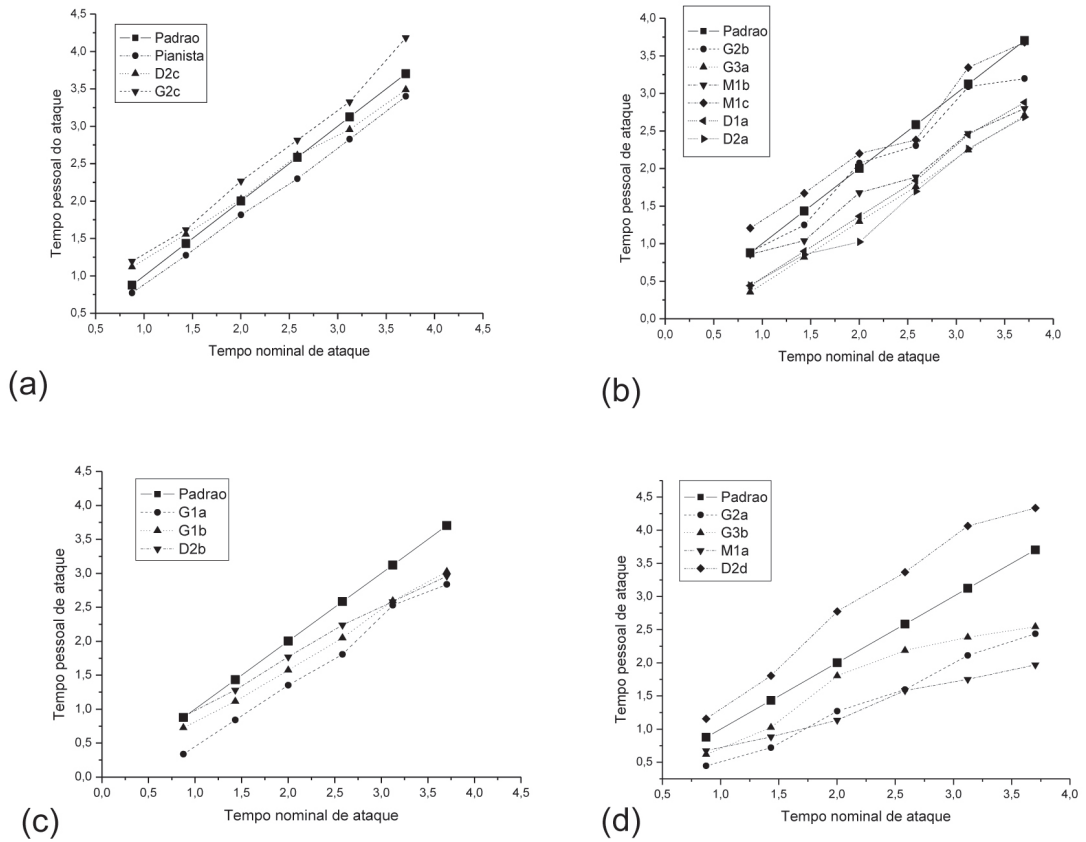 4,5
4,0
3,5
3,0
2,5
2,0
1,5
1,0
0,5
Tempo pessoal do ataque
Padrao
Pianista
D2c
G2c
0,5 1,0 1,5 2,0 2,5 3,0 3,5 4,0 4,5
Tempo nominal de ataque
(a)
4,0
3,5
3,0
2,5
2,0
1,5
1,0
0,5
0,0
Tempo pessoal de ataque
Padrao
G2b
G3a
M1b
M1c
D1a
D2a
0,0 0,5 1,0 1,5 2,0 2,5 3,0 3,5 4,0
Tempo nominal de ataque
(b)
4,5
4,0
3,5
3,0
2,5
2,0
1,5
1,0
0,5
0,0
Tempo pessoal de ataque
Padrao
G1a
G1b
D2b
0,0 0,5 1,0 1,5 2,0 2,5 3,0 3,5 4,0 4,5
Tempo nominal de ataque
(c)
4,5
4,0
3,5
3,0
2,5
2,0
1,5
1,0
0,5
Tempo pessoal de ataque
Padrao
G2a
G3b
M1a
D2d
0,5 1,0 1,5 2,0 2,5 3,0 3,5 4,0
Tempo nominal de ataque
(d)